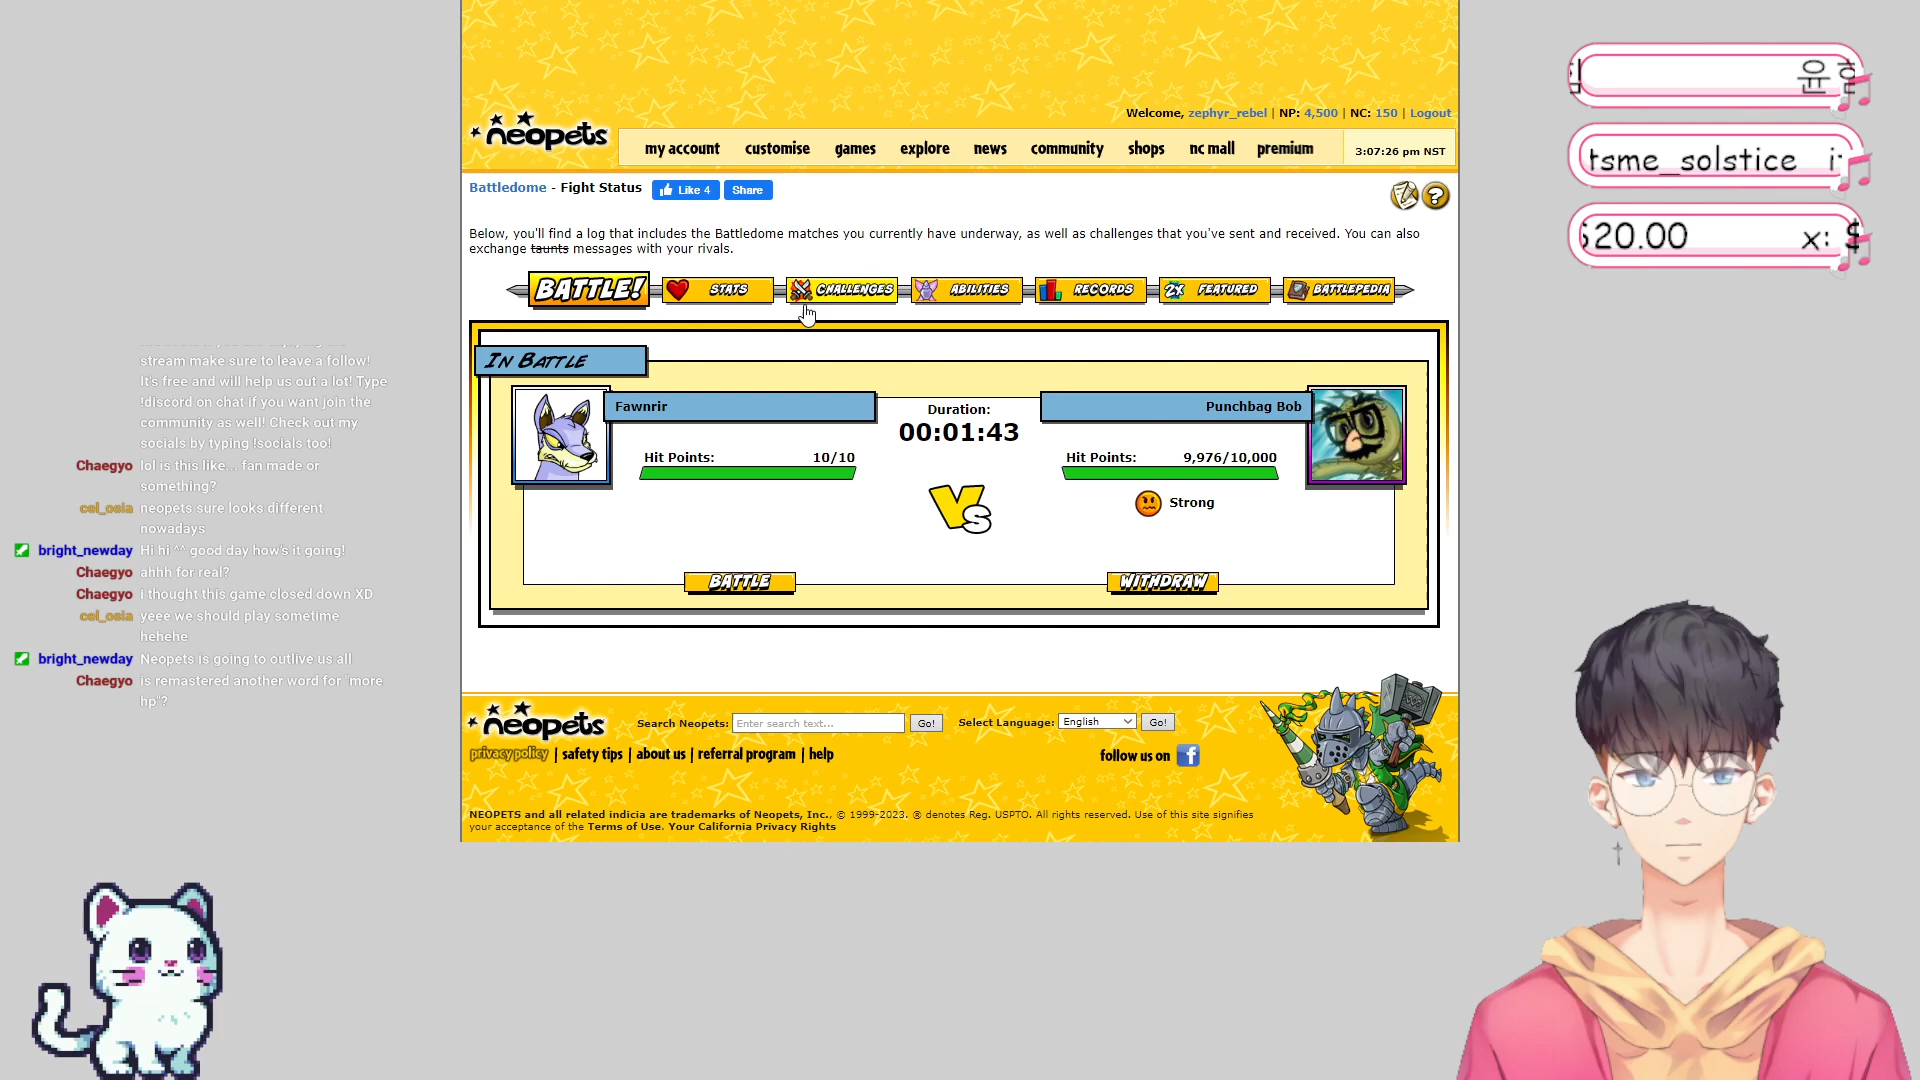 Welcome, zephyr_rebel | NP: 4,500 | NC: 150 | Logout
neopets
my account customise games explore news community shops nc mall premium
3:07:26 pm NST
Battledome - Fight Status
Like 4
Share
Below, you'll find a log that includes the Battledome matches you currently have underway, as well as challenges that you've sent and received. You can also
exchange taunts messages with your rivals.
BATTLE! STATS CHALLENGES ABILITIES RECORDS 2X FEATURED BATTLEPEDIA
IN BATTLE
Fawnrir
Duration:
00:01:43
Punchbag Bob
Hit Points: 10/10
Hit Points: 9,976/10,000
Vs
Strong
BATTLE
WITHDRAW
neopets
Search Neopets: Enter search text... Go! Select Language: English Go!
privacy policy | safety tips | about us | referral program | help
follow us on f
NEOPETS and all related indicia are trademarks of Neopets, Inc., © 1999-2023. ® denotes Reg. USPTO. All rights reserved. Use of this site signifies
your acceptance of the Terms of Use. Your California Privacy Rights
stream make sure to leave a follow!
It's free and will help us out a lot! Type
!discord on chat if you want join the
community as well! Check out my
socials by typing !socials too!
Chaegyo lol is this like... fan made or
something?
cel_osia neopets sure looks different
nowadays
bright_newday Hi hi ^^ good day how's it going!
Chaegyo ahhh for real?
Chaegyo i thought this game closed down XD
cel_osia yeee we should play sometime
hehehe
bright_newday Neopets is going to outlive us all
Chaegyo is remastered another word for "more
hp"?
tsme_solstice
$20.00 x: $